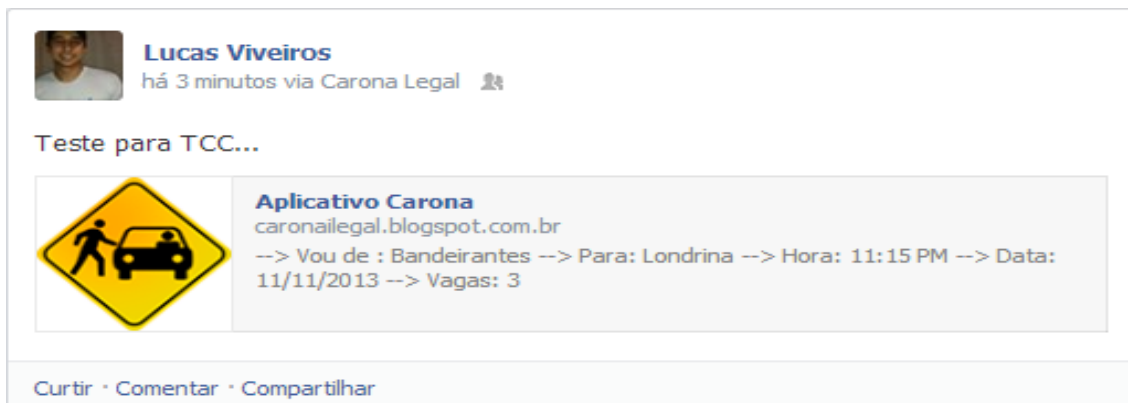 Lucas Viveiros
há 3 minutos via Carona Legal
Teste para TCC...
Aplicativo Carona
caronailegal.blogspot.com.br
--> Vou de : Bandeirantes --> Para: Londrina --> Hora: 11:15 PM --> Data:
11/11/2013 --> Vagas: 3
Curtir · Comentar · Compartilhar